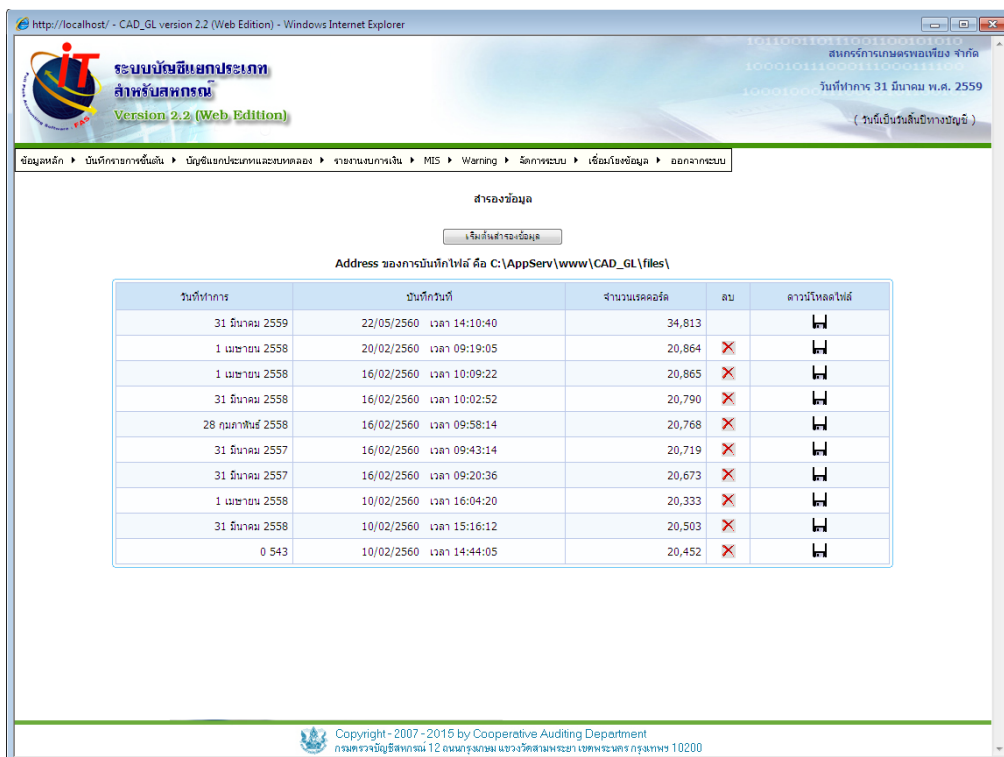 http://localhost/ - CAD_GL version 2.2 (Web Edition) - Windows Internet Explorer
iT
ระบบบัญชีแยกประเภท
สำหรับสหกรณ์
Version 2.2 (Web Edition)
สหกรณ์การเกษตรพอเพียง จำกัด
วันที่ทำการ 31 มีนาคม พ.ศ. 2559
( วันนี้เป็นวันสิ้นปีทางบัญชี )
ข้อมูลหลัก บันทึกรายการขั้นต้น บัญชีแยกประเภทและงบทดลอง รายงานงบการเงิน MIS Warning จัดการระบบ เชื่อมโยงข้อมูล ออกจากระบบ
สำรองข้อมูล
เริ่มต้นสำรองข้อมูล
Address ของการบันทึกไฟล์ คือ C:\AppServ\www\CAD_GL\files\
วันที่ทำการ บันทึกวันที่ จำนวนเรคคอร์ด ลบ ดาวน์โหลดไฟล์
31 มีนาคม 2559 22/05/2560 เวลา 14:10:40 34,813
1 เมษายน 2558 20/02/2560 เวลา 09:19:05 20,864
1 เมษายน 2558 16/02/2560 เวลา 10:09:22 20,865
31 มีนาคม 2558 16/02/2560 เวลา 10:02:52 20,790
28 กุมภาพันธ์ 2558 16/02/2560 เวลา 09:58:14 20,768
31 มีนาคม 2557 16/02/2560 เวลา 09:43:14 20,719
31 มีนาคม 2557 16/02/2560 เวลา 09:20:36 20,673
1 เมษายน 2558 10/02/2560 เวลา 16:04:20 20,333
31 มีนาคม 2558 10/02/2560 เวลา 15:16:12 20,503
0 543 10/02/2560 เวลา 14:44:05 20,452
Copyright - 2007 - 2015 by Cooperative Auditing Department
กรมตรวจบัญชีสหกรณ์ 12 ถนนกรุงเกษม แขวงวัดสามพระยา เขตพระนคร กรุงเทพฯ 10200